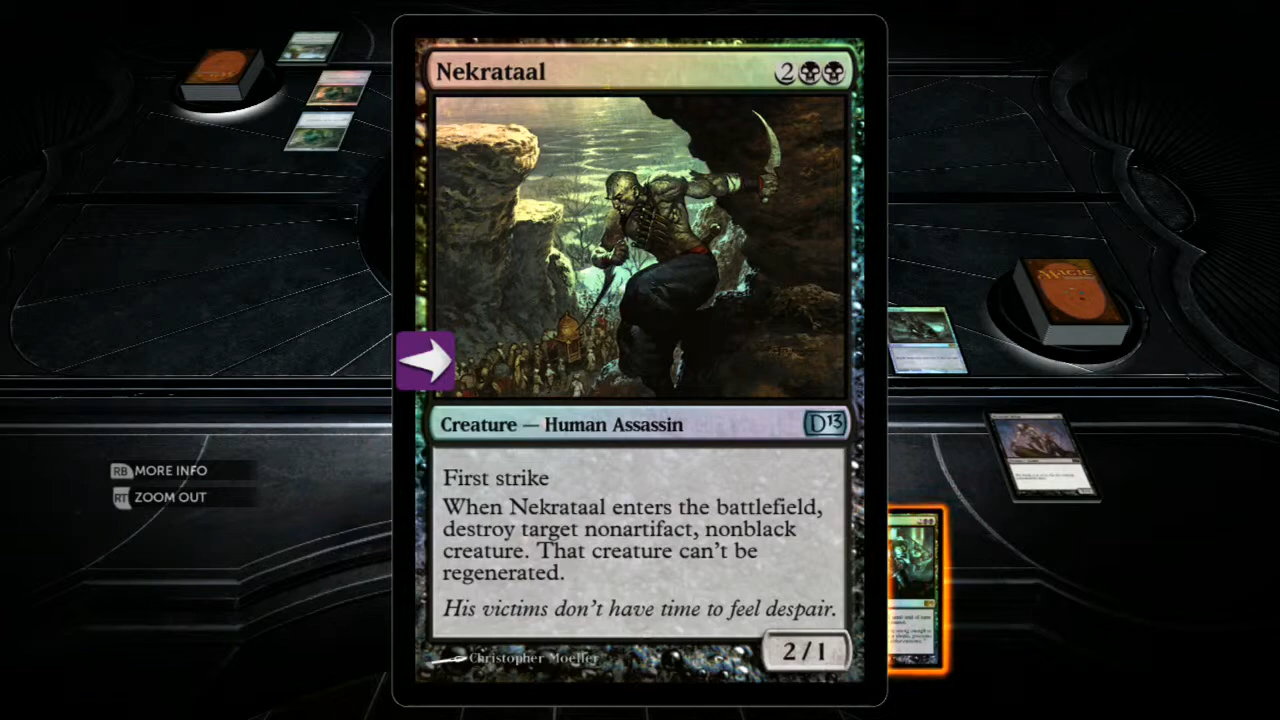 Nekrataal 2
MAGIC
Creature — Human Assassin D13
RB MORE INFO
RT ZOOM OUT
First strike
When Nekrataal enters the battlefield,
destroy target nonartifact, nonblack
creature. That creature can't be
regenerated.
His victims don't have time to feel despair.
Christopher Moeller
2/1